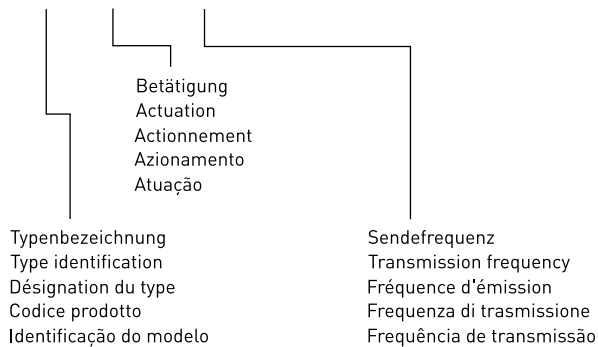 Betätigung
Actuation
Actionnement
Azionamento
Atuação
Typenbezeichnung
Type identification
Désignation du type
Codice prodotto
Identificação do modelo
Sendefrequenz
Transmission frequency
Fréquence d'émission
Frequenza di trasmissione
Frequência de transmissão